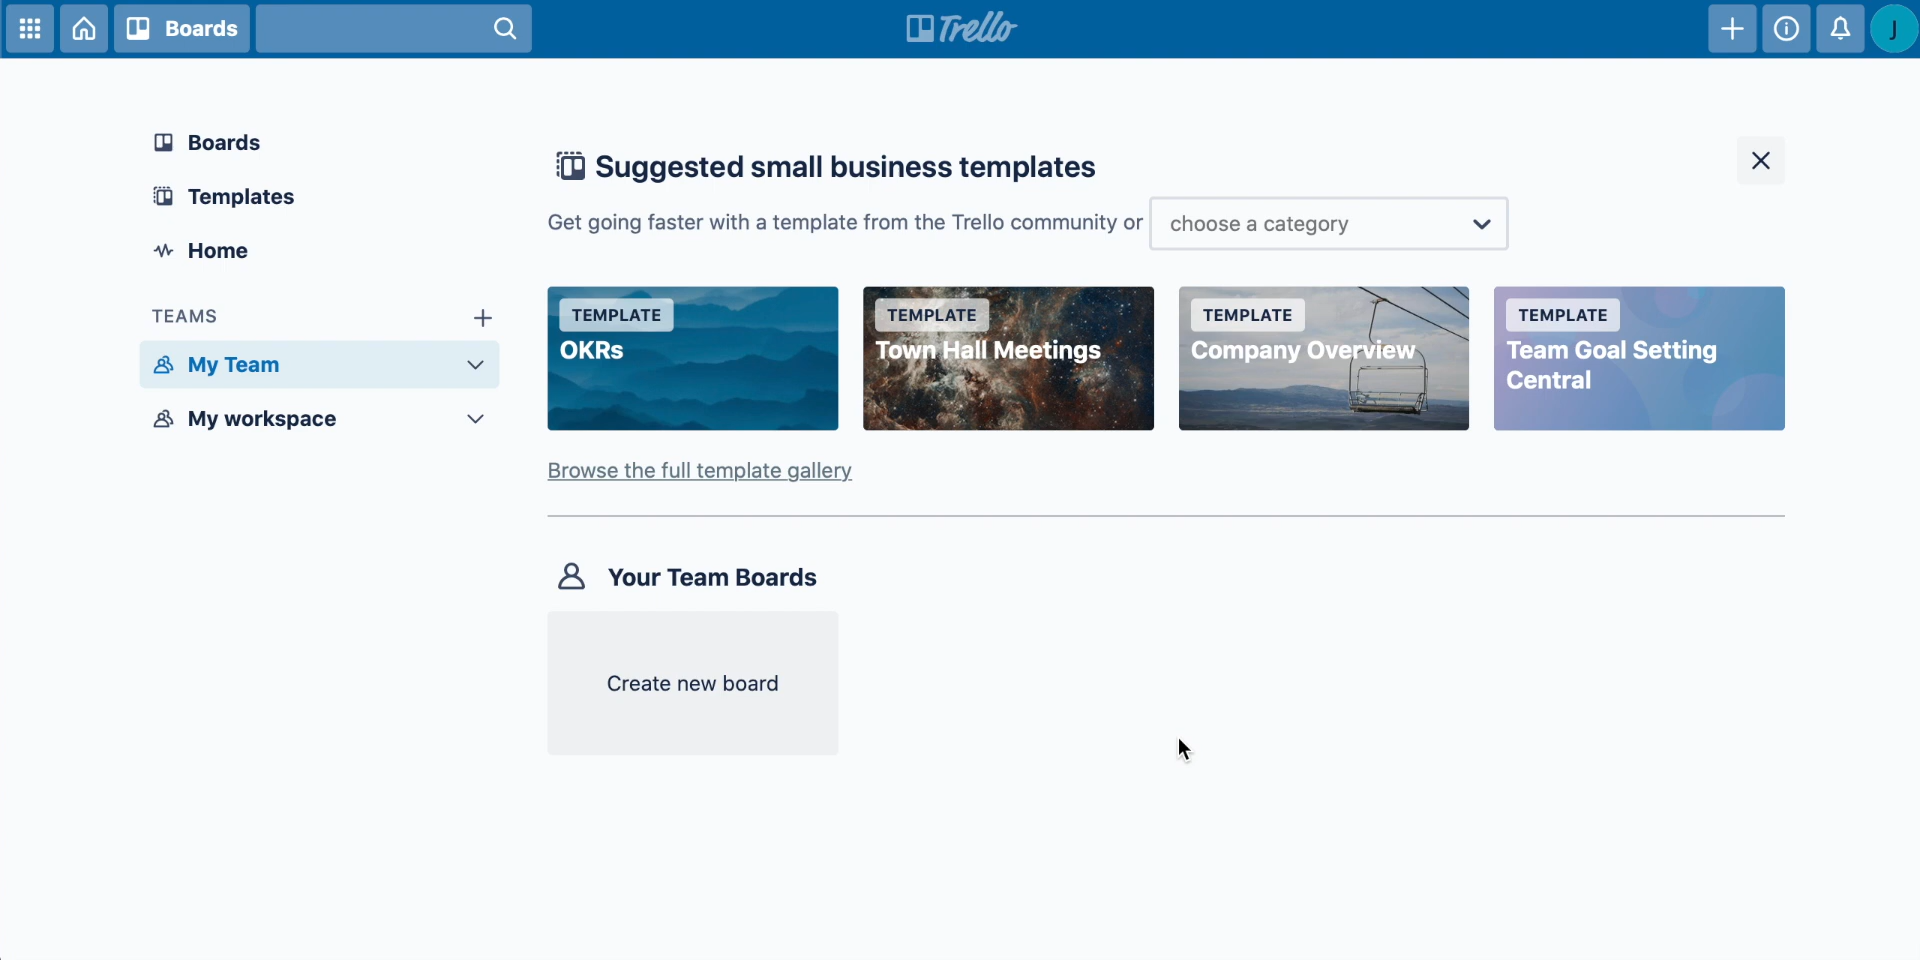 Boards
Trello
J
Boards
Templates
Home
TEAMS
My Team
My workspace
Suggested small business templates
Get going faster with a template from the Trello community or
choose a category
TEMPLATE
OKRs
TEMPLATE
Town Hall Meetings
TEMPLATE
Company Overview
TEMPLATE
Team Goal Setting
Central
Browse the full template gallery
Your Team Boards
Create new board